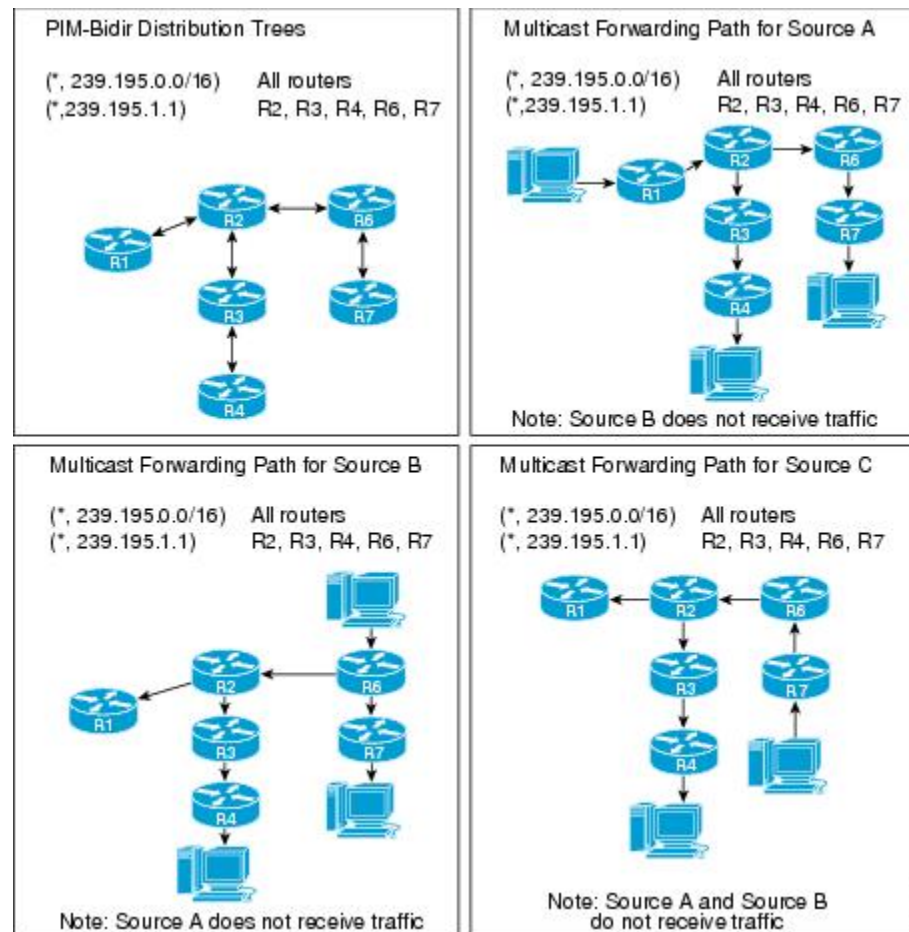 PIM-Bidir Distribution Trees
(*, 239.195.0.0/16) All routers
(*,239.195.1.1) R2, R3, R4, R6, R7
R2
R6
R1
R3
R7
R4
Multicast Forwarding Path for Source A
(*, 239.195.0.0/16) All routers
(*,239.195.1.1) R2, R3, R4, R6, R7
R2
R6
R1
R3
R7
R4
Note: Source B does not receive traffic
Multicast Forwarding Path for Source B
(*, 239.195.0.0/16) All routers
(*, 239.195.1.1) R2, R3, R4, R6, R7
R2
R6
R1
R3
R7
R4
Note: Source A does not receive traffic
Multicast Forwarding Path for Source C
(*, 239.195.0.0/16) All routers
(*, 239.195.1.1) R2, R3, R4, R6, R7
R1
R2
R6
R3
R7
R4
Note: Source A and Source B
do not receive traffic